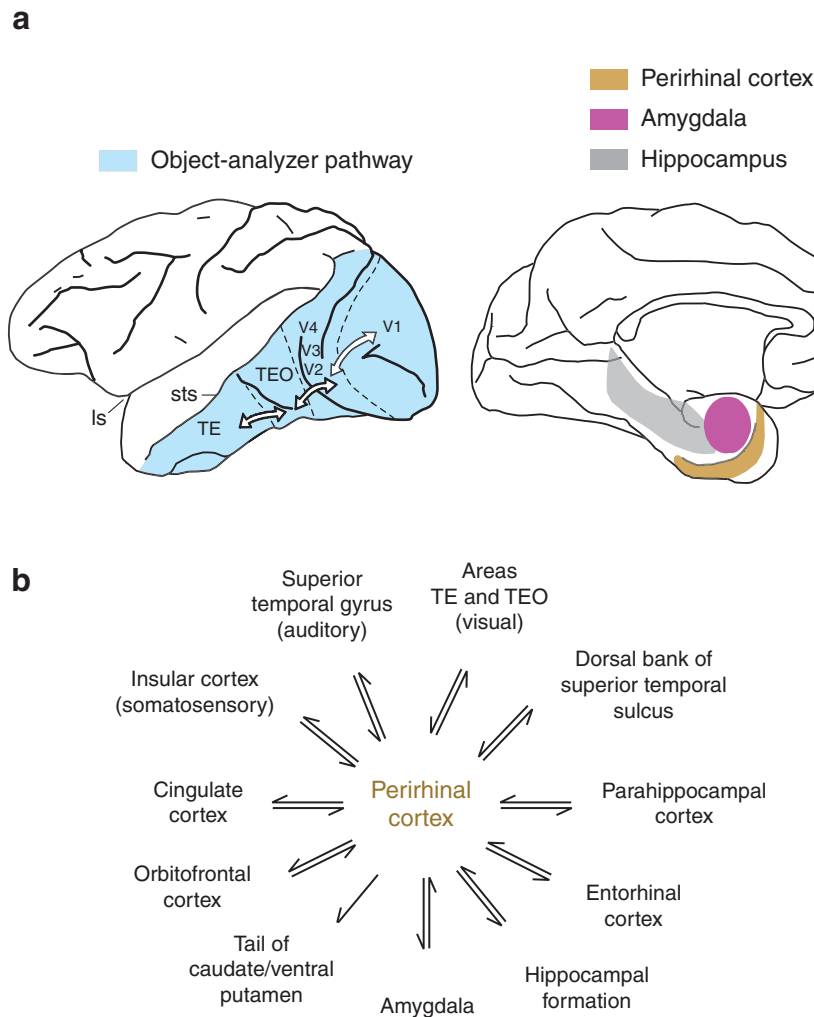 a
Perirhinal cortex
Amygdala
Hippocampus
Object-analyzer pathway
V4
V1
V3
V2
TEO
sts
ls
TE
b
Superior
temporal gyrus
(auditory)
Areas
TE and TEO
(visual)
Dorsal bank of
superior temporal
sulcus
Insular cortex
(somatosensory)
Cingulate
cortex
Perirhinal
cortex
Parahippocampal
cortex
Orbitofrontal
cortex
Entorhinal
cortex
Tail of
caudate/ventral
putamen
Amygdala
Hippocampal
formation